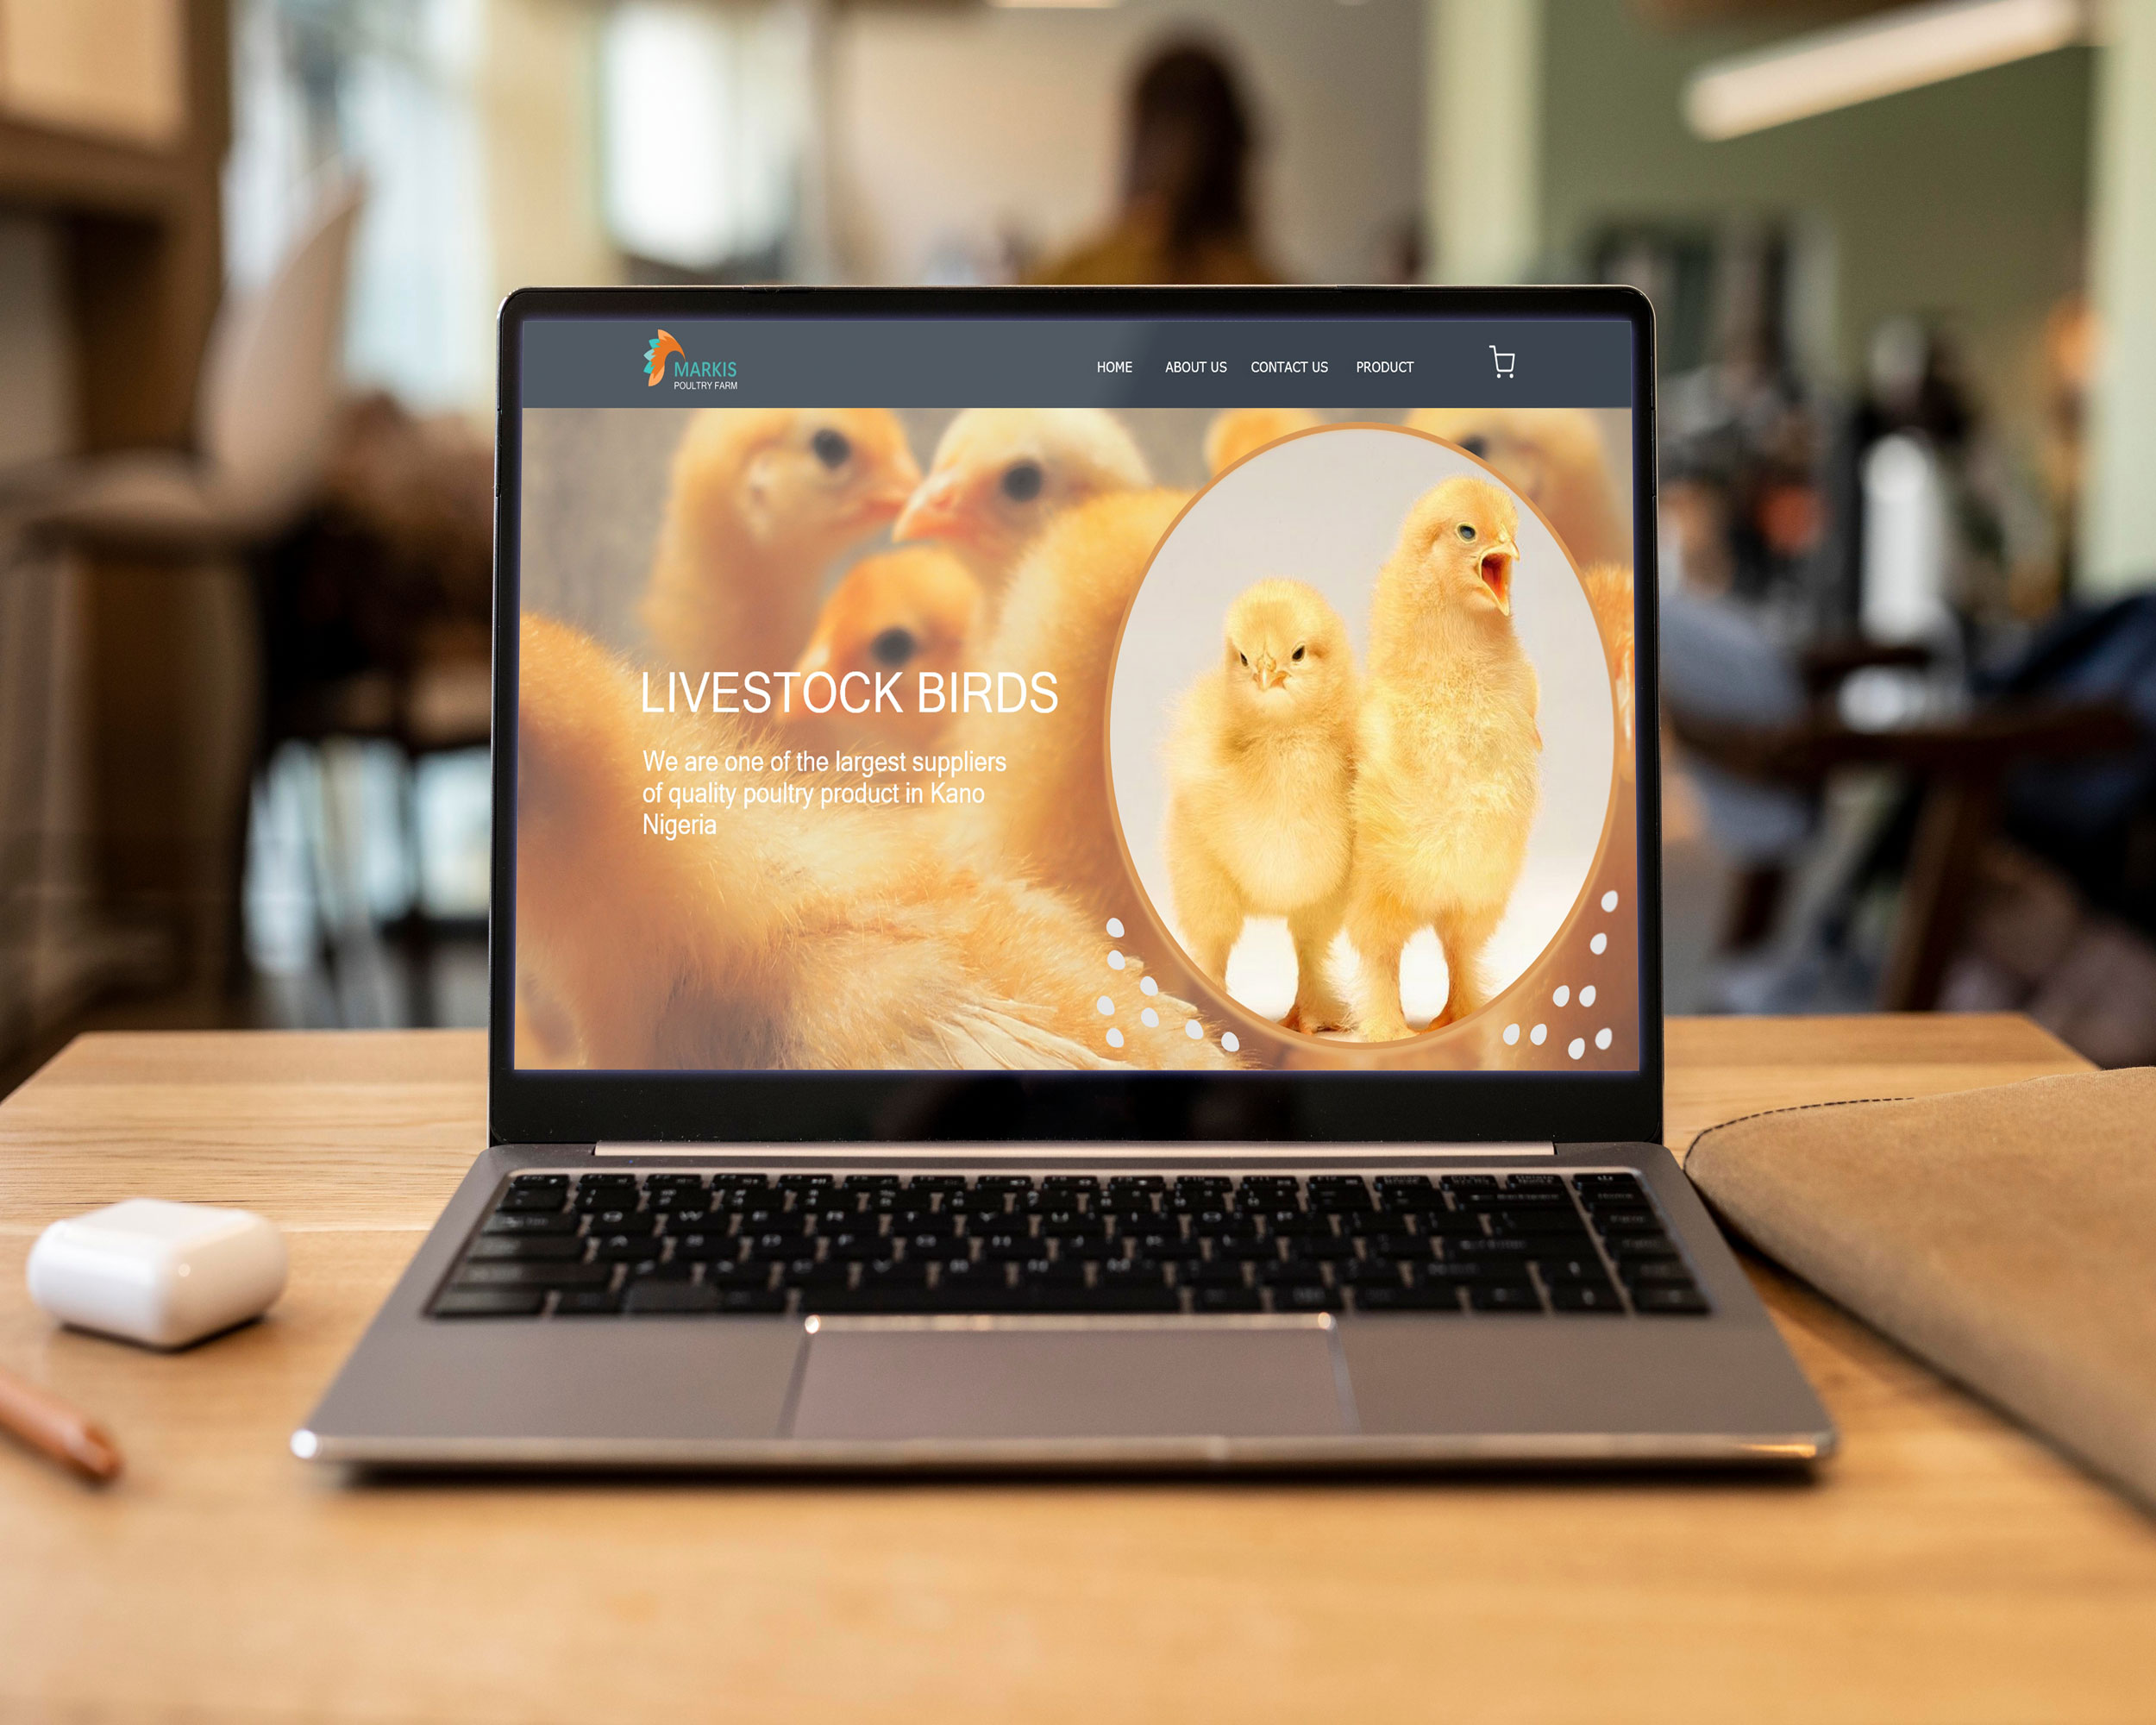 MARKIS
POULTRY FARM
HOME ABOUT US CONTACT US PRODUCT
LIVESTOCK BIRDS
We are one of the largest suppliers
of quality poultry product in Kano
Nigeria